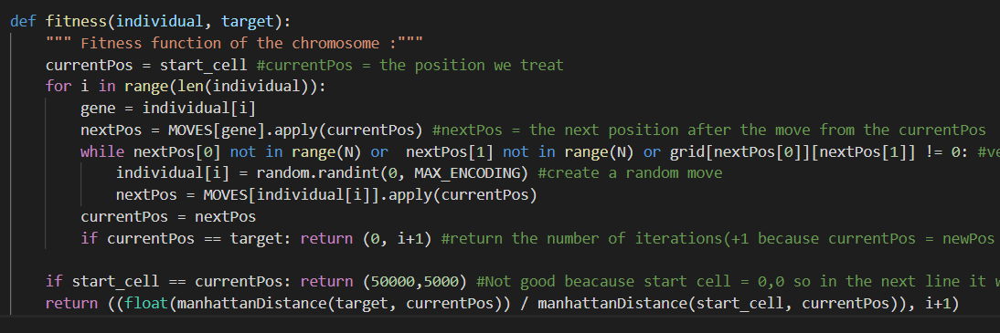 def fitness(individual, target):
""" Fitness function of the chromosome :"""
currentPos = start_cell #currentPos = the position we treat
for i in range(len(individual)):
gene = individual[i]
nextPos = MOVES[gene].apply(currentPos) #nextPos = the next position after the move from the currentPos
while nextPos[0] not in range(N) or  nextPos[1] not in range(N) or grid[nextPos[0]][nextPos[1]] != 0: #ve
individual[i] = random.randint(0, MAX_ENCODING) #create a random move
nextPos = MOVES[individual[i]].apply(currentPos)
currentPos = nextPos
if currentPos == target: return (0, i+1) #return the number of iterations(+1 because currentPos = newPos
if start_cell == currentPos: return (50000,5000) #Not good beacause start cell = 0,0 so in the next line it w
return ((float(manhattanDistance(target, currentPos)) / manhattanDistance(start_cell, currentPos)), i+1)